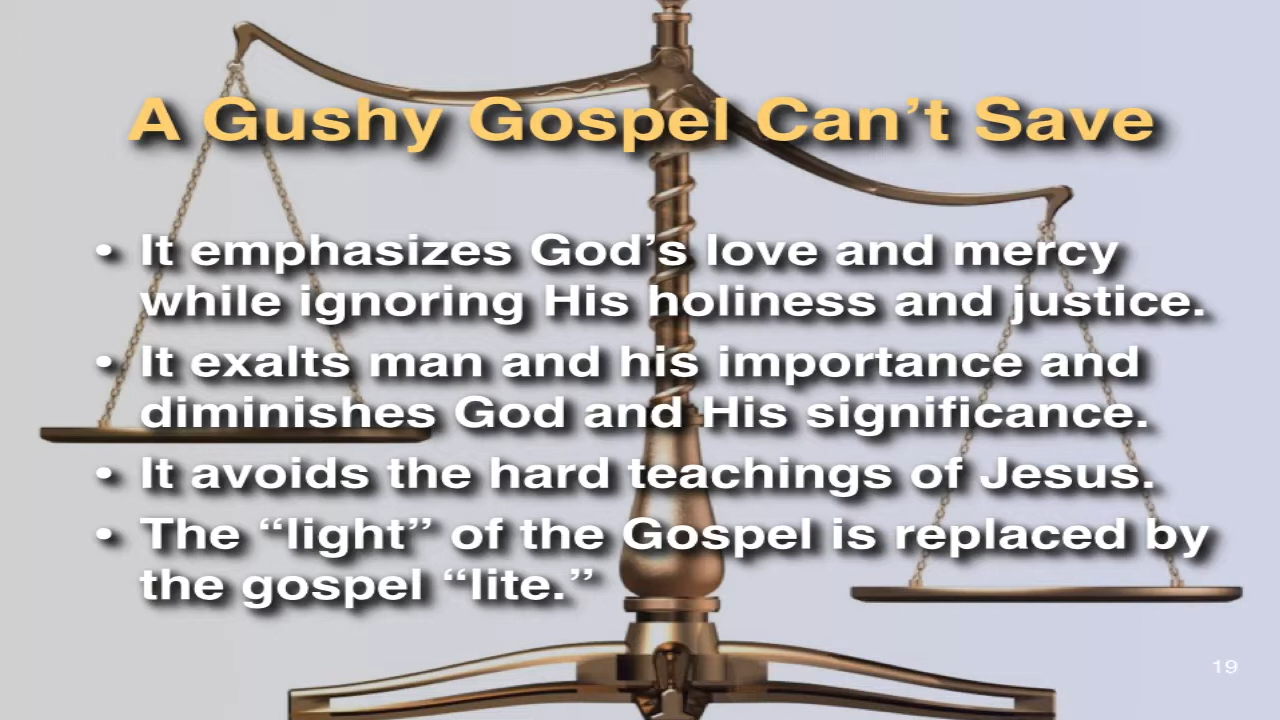 A Gushy Gospel Can’t Save
• It emphasizes God’s love and mercy
while ignoring His holiness and justice.
• It exalts man and his importance and
diminishes God and His significance.
• It avoids the hard teachings of Jesus.
• The “light” of the Gospel is replaced by
the gospel “lite.”
19